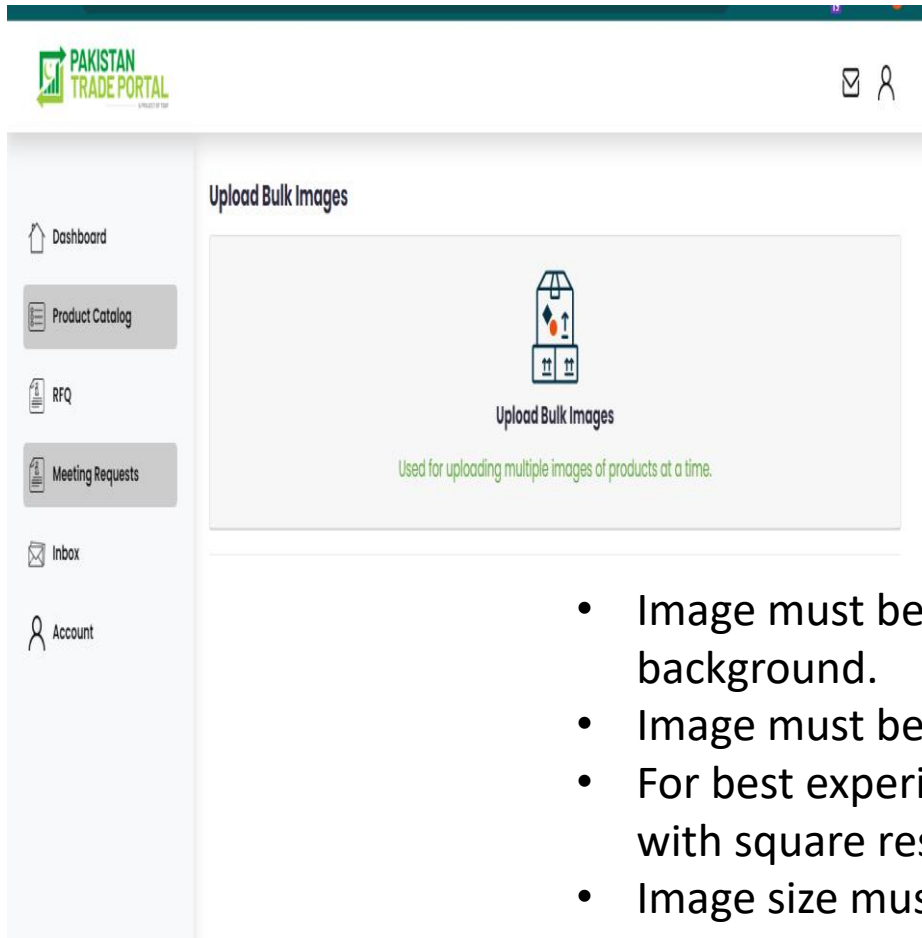 PAKISTAN
TRADE PORTAL
Upload Bulk Images
Dashboard
Product Catalog
RFQ
Meeting Requests
Inbox
Account
Upload Bulk Images
Used for uploading multiple images of products at a time.
• Image must be
background.
• Image must be
• For best experi
with square res
• Image size mus